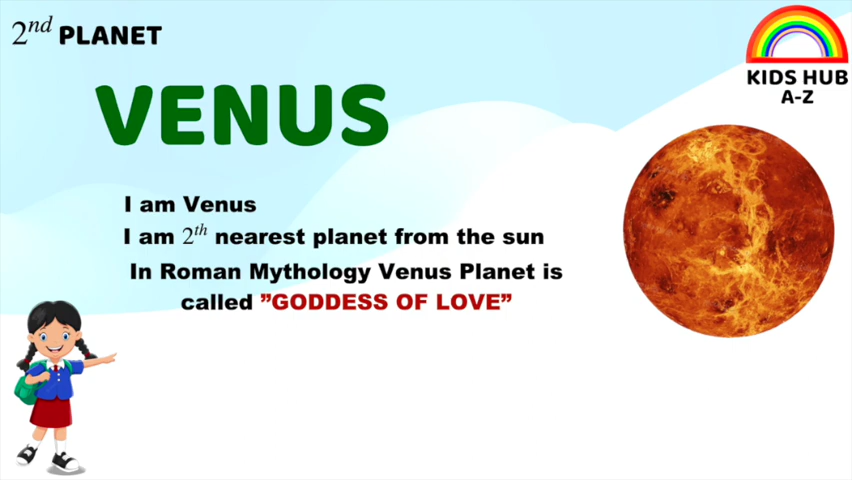 2nd PLANET
KIDS HUB
A-Z
VENUS
I am Venus
I am 2th nearest planet from the sun
In Roman Mythology Venus Planet is
called ”GODDESS OF LOVE”